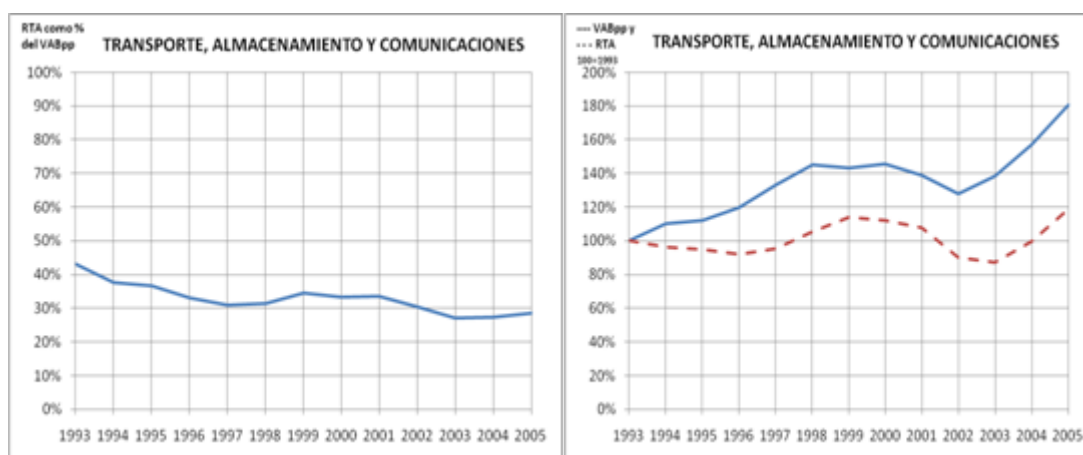 RTA como %
del VABpp
TRANSPORTE, ALMACENAMIENTO Y COMUNICACIONES
100%
90%
80%
70%
60%
50%
40%
30%
20%
10%
0%
1993 1994 1995 1996 1997 1998 1999 2000 2001 2002 2003 2004 2005
--- VABpp y
--- RTA
100=1993
TRANSPORTE, ALMACENAMIENTO Y COMUNICACIONES
200%
180%
160%
140%
120%
100%
80%
60%
40%
20%
0%
1993 1994 1995 1996 1997 1998 1999 2000 2001 2002 2003 2004 2005